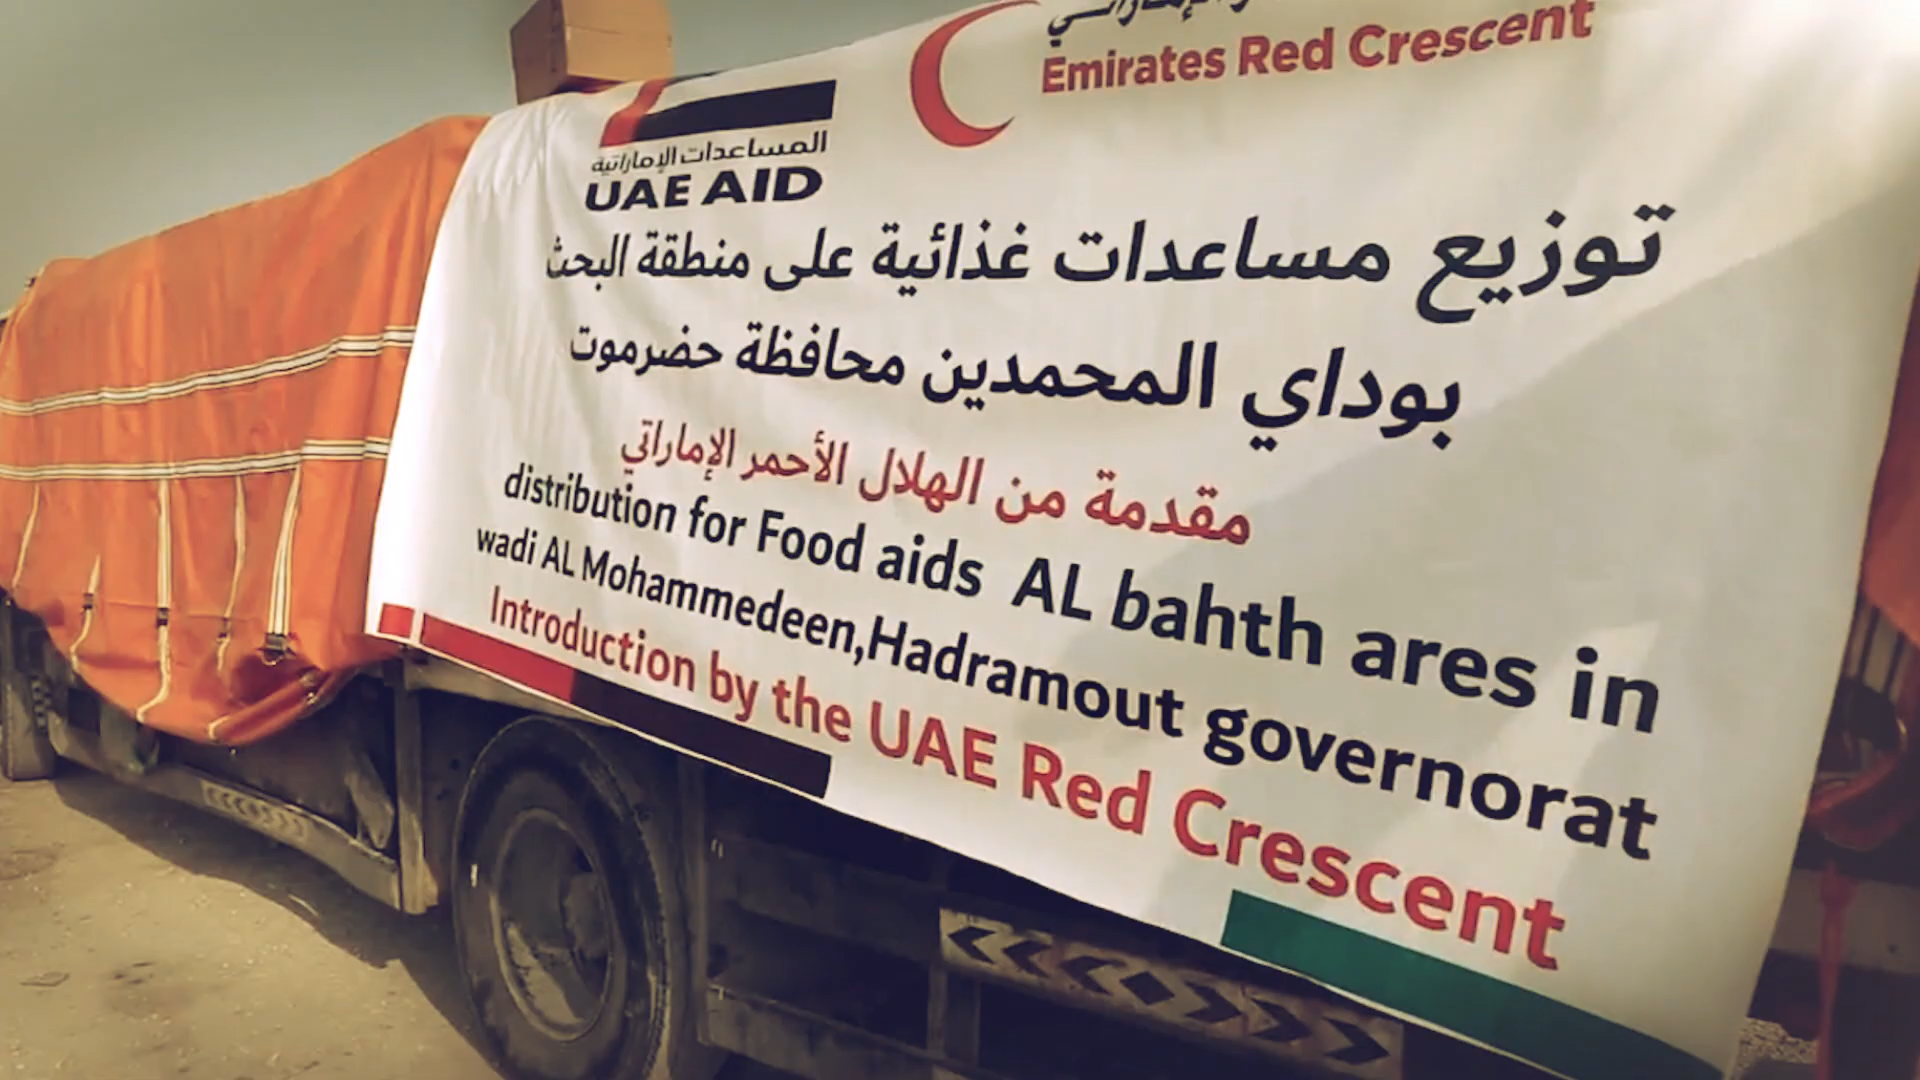 Emirates Red Crescent
المساعدات الإماراتية
UAE AID
توزيع مساعدات غذائية على منطقة البحث
بوداي المحمدين محافظة حضرموت
مقدمة من الهلال الأحمر الإماراتي
distribution for Food aids AL bahth ares in
wadi AL Mohammedeen,Hadramout governorat
Introduction by the UAE Red Crescent